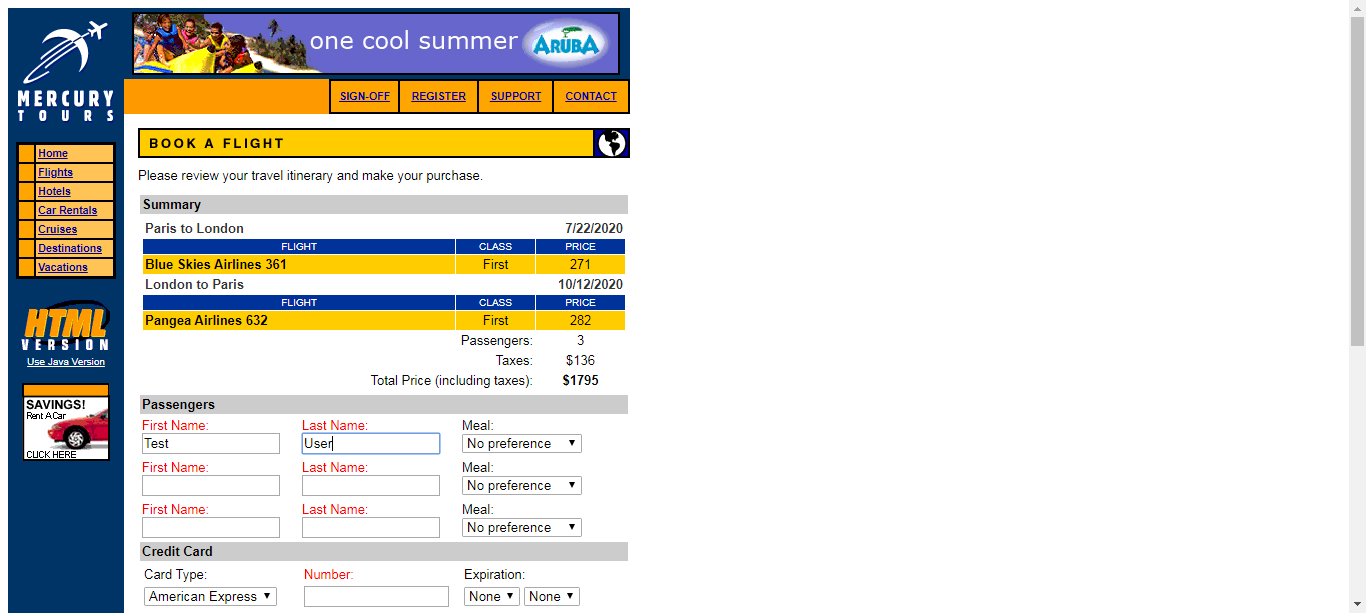 MERCURY
TOURS
one cool summer
ARUBA
SIGN-OFF REGISTER SUPPORT CONTACT
Home
Flights
Hotels
Car Rentals
Cruises
Destinations
Vacations
HTML
VERSION
Use Java Version
SAVINGS!
Rent A Car
CLICK HERE
BOOK A FLIGHT
Please review your travel itinerary and make your purchase.
Summary
Paris to London 7/22/2020
FLIGHT CLASS PRICE
Blue Skies Airlines 361 First 271
London to Paris 10/12/2020
FLIGHT CLASS PRICE
Pangea Airlines 632 First 282
Passengers: 3
Taxes: $136
Total Price (including taxes): $1795
Passengers
First Name: Last Name: Meal:
Test User No preference
First Name: Last Name: Meal:
No preference
First Name: Last Name: Meal:
No preference
Credit Card
Card Type: Number: Expiration:
American Express None None